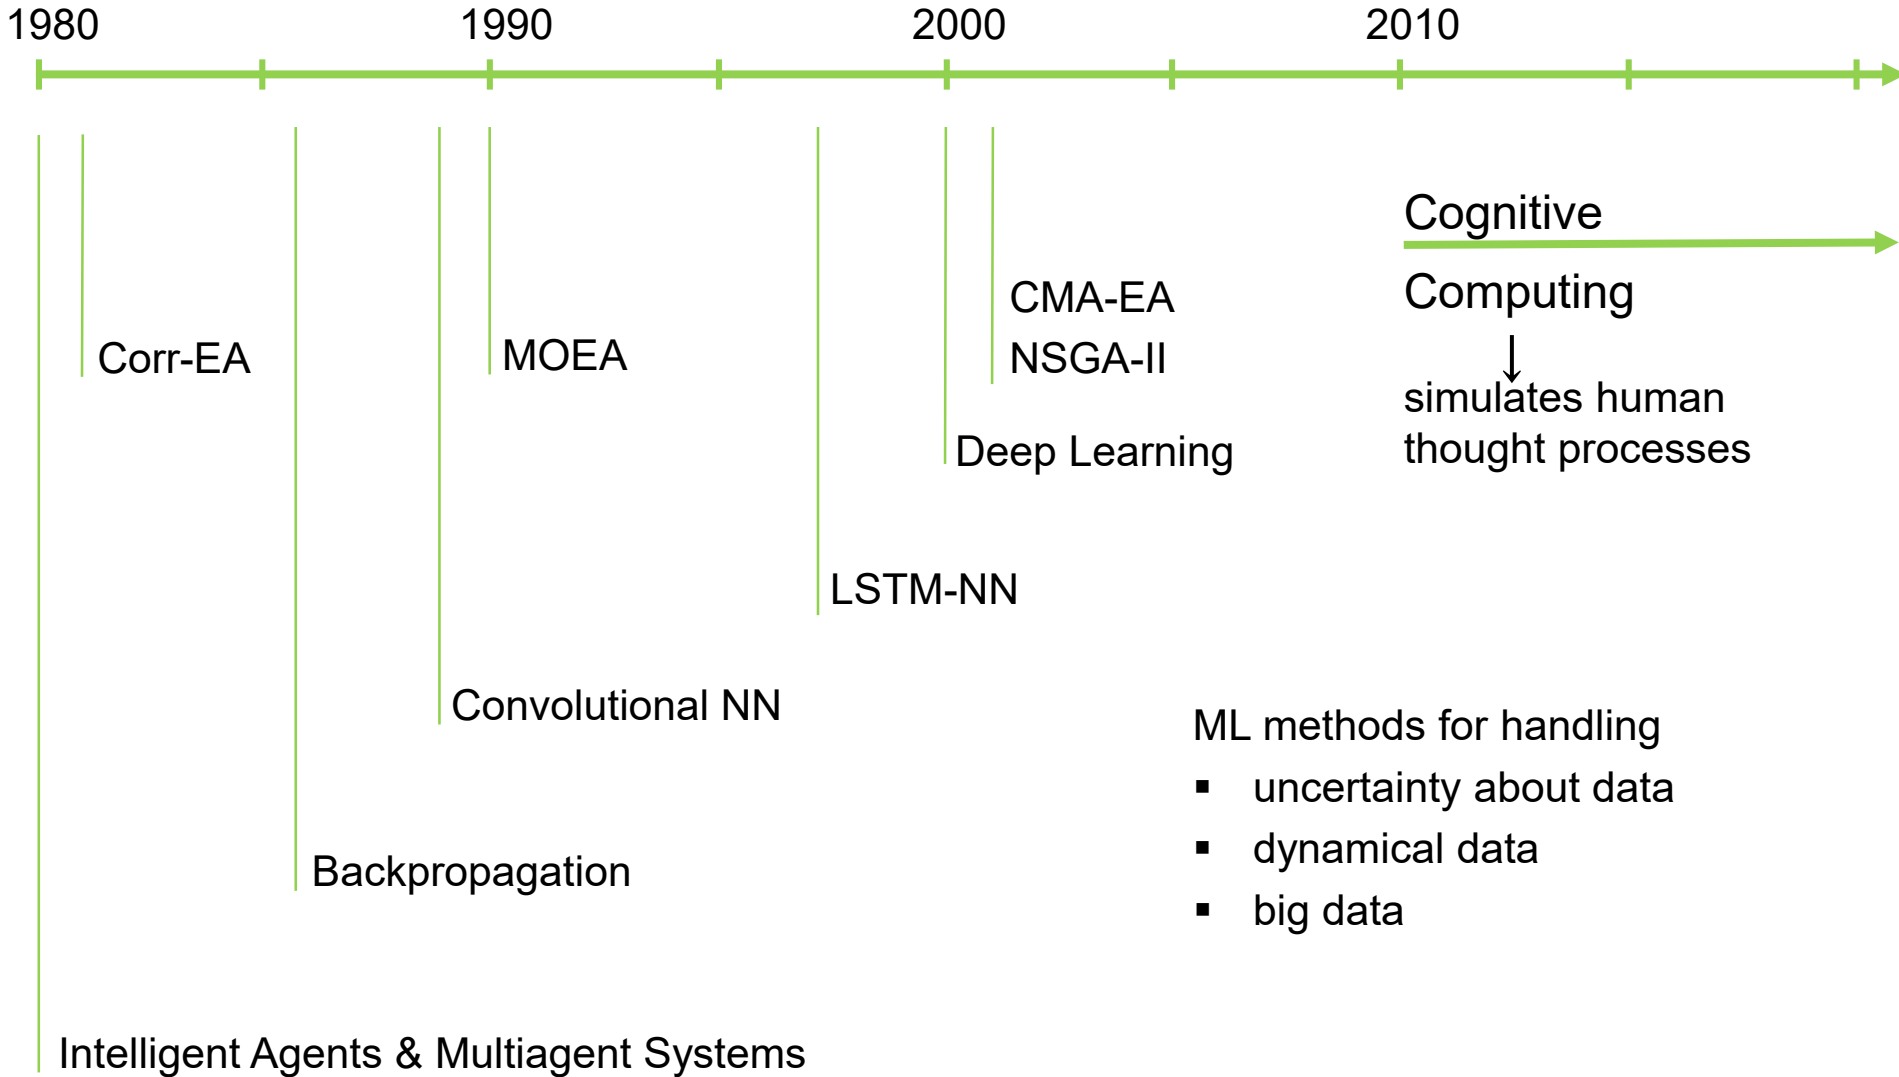 1980 1990 2000 2010
Cognitive
Computing
simulates human
thought processes
CMA-EA
NSGA-II
Corr-EA
MOEA
Deep Learning
LSTM-NN
Convolutional NN
Backpropagation
Intelligent Agents & Multiagent Systems
ML methods for handling
▪ uncertainty about data
▪ dynamical data
▪ big data